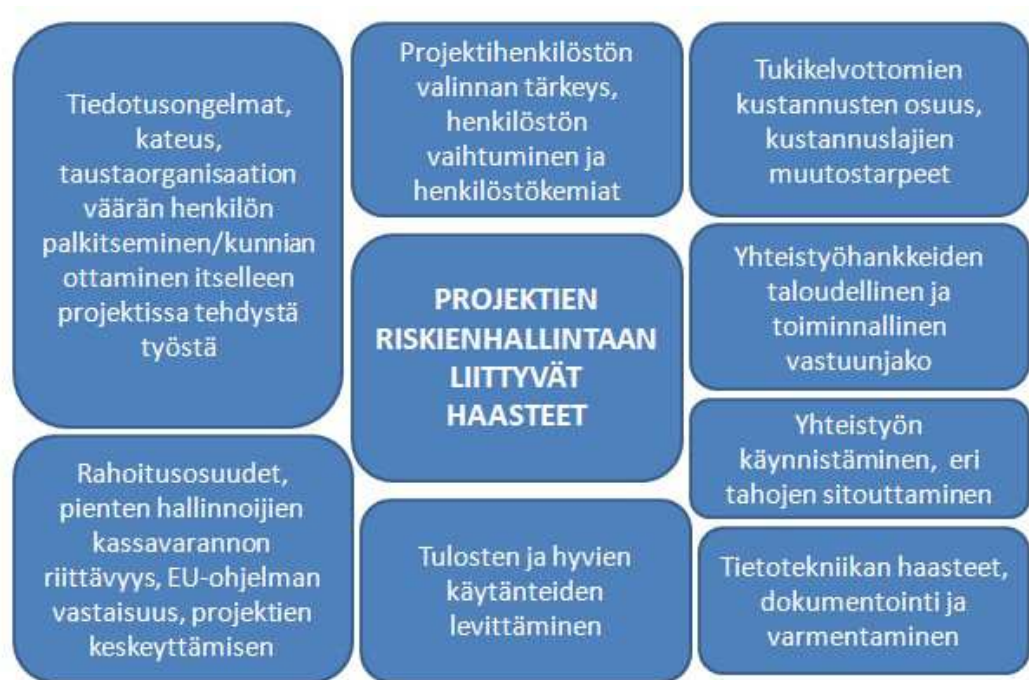 Tiedotusongelmat,
kateus,
taustaorganisaation
väärän henkilön
palkitseminen/kunnian
ottaminen itselleen
projektissa tehdystä
työstä
Projektihenkilöstön
valinnan tärkeys,
henkilöstön
vaihtuminen ja
henkilöstökemiat
Tukikelvottomien
kustannusten osuus,
kustannuslajien
muutostarpeet
PROJEKTIEN
RISKIENHALLINTAAN
LIITTYVÄT
HAASTEET
Yhteistyöhankkeiden
taloudellinen ja
toiminnallinen
vastuunjako
Yhteistyön
käynnistäminen, eri
tahojen sitouttaminen
Rahoitusosuudet,
pienten hallinnoijien
kassavarannon
riittävyys, EU-ohjelman
vastaisuus, projektien
keskeyttämisen
Tulosten ja hyvien
käytänteiden
levittäminen
Tietotekniikan haasteet,
dokumentointi ja
varmentaminen